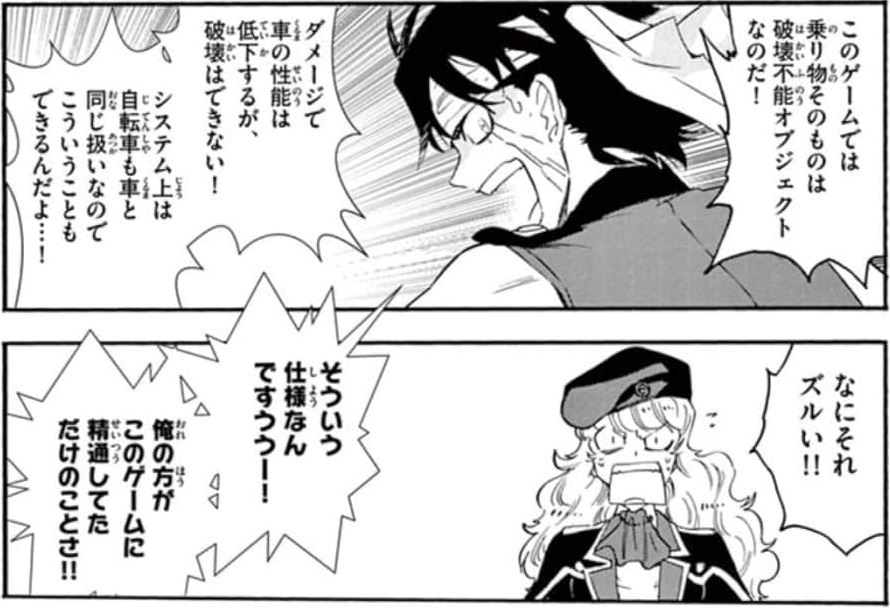 このゲームでは
乗り物そのものは
破壊不能オブジェクト
なのだ!
ダメージで
車の性能は
低下するが、
破壊はできない!
システム上は
自転車も車と
同じ扱いなので
こういうことも
できるんだよ…!
なにそれ
ズルい!!
そういう
仕様なん
ですウウー!
俺の方が
このゲームに
精通してた
だけのことさ!!